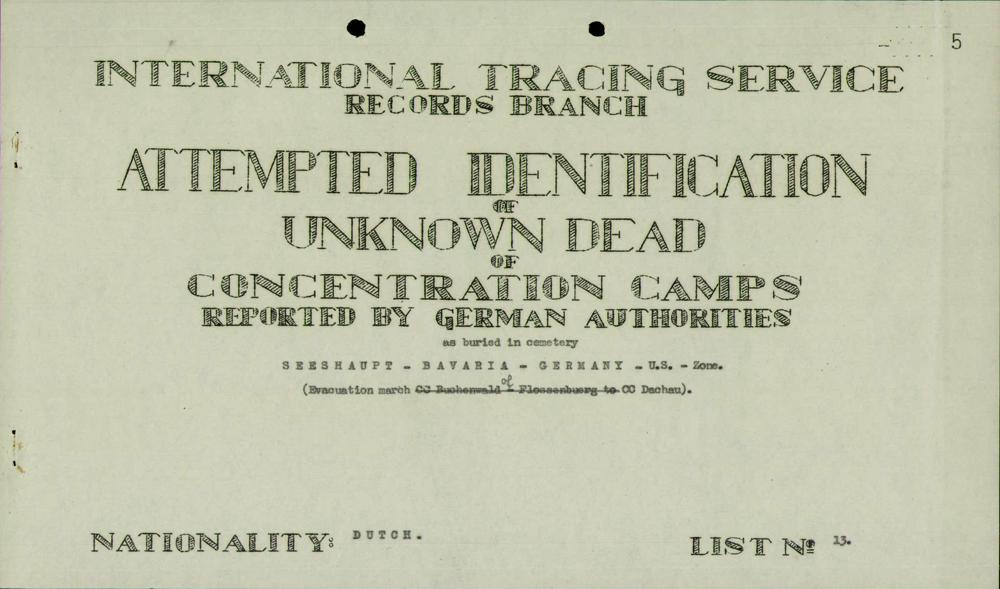 5
INTERNATIONAL TRACING SERVICE
RECORDS BRANCH
ATTEMPTED IDENTIFICATION
OF
UNKNOWN DEAD
OF
CONCENTRATION CAMPS
REPORTED BY GERMAN AUTHORITIES
as buried in cemetery
SEESHAUPT - BAVARIA - GERMANY - U.S. - Zone.
of
(Evacuation march CC Buchenwald - Flossenbuerg to CC Dachau).
NATIONALITY: DUTCH.
LIST Nº 13.